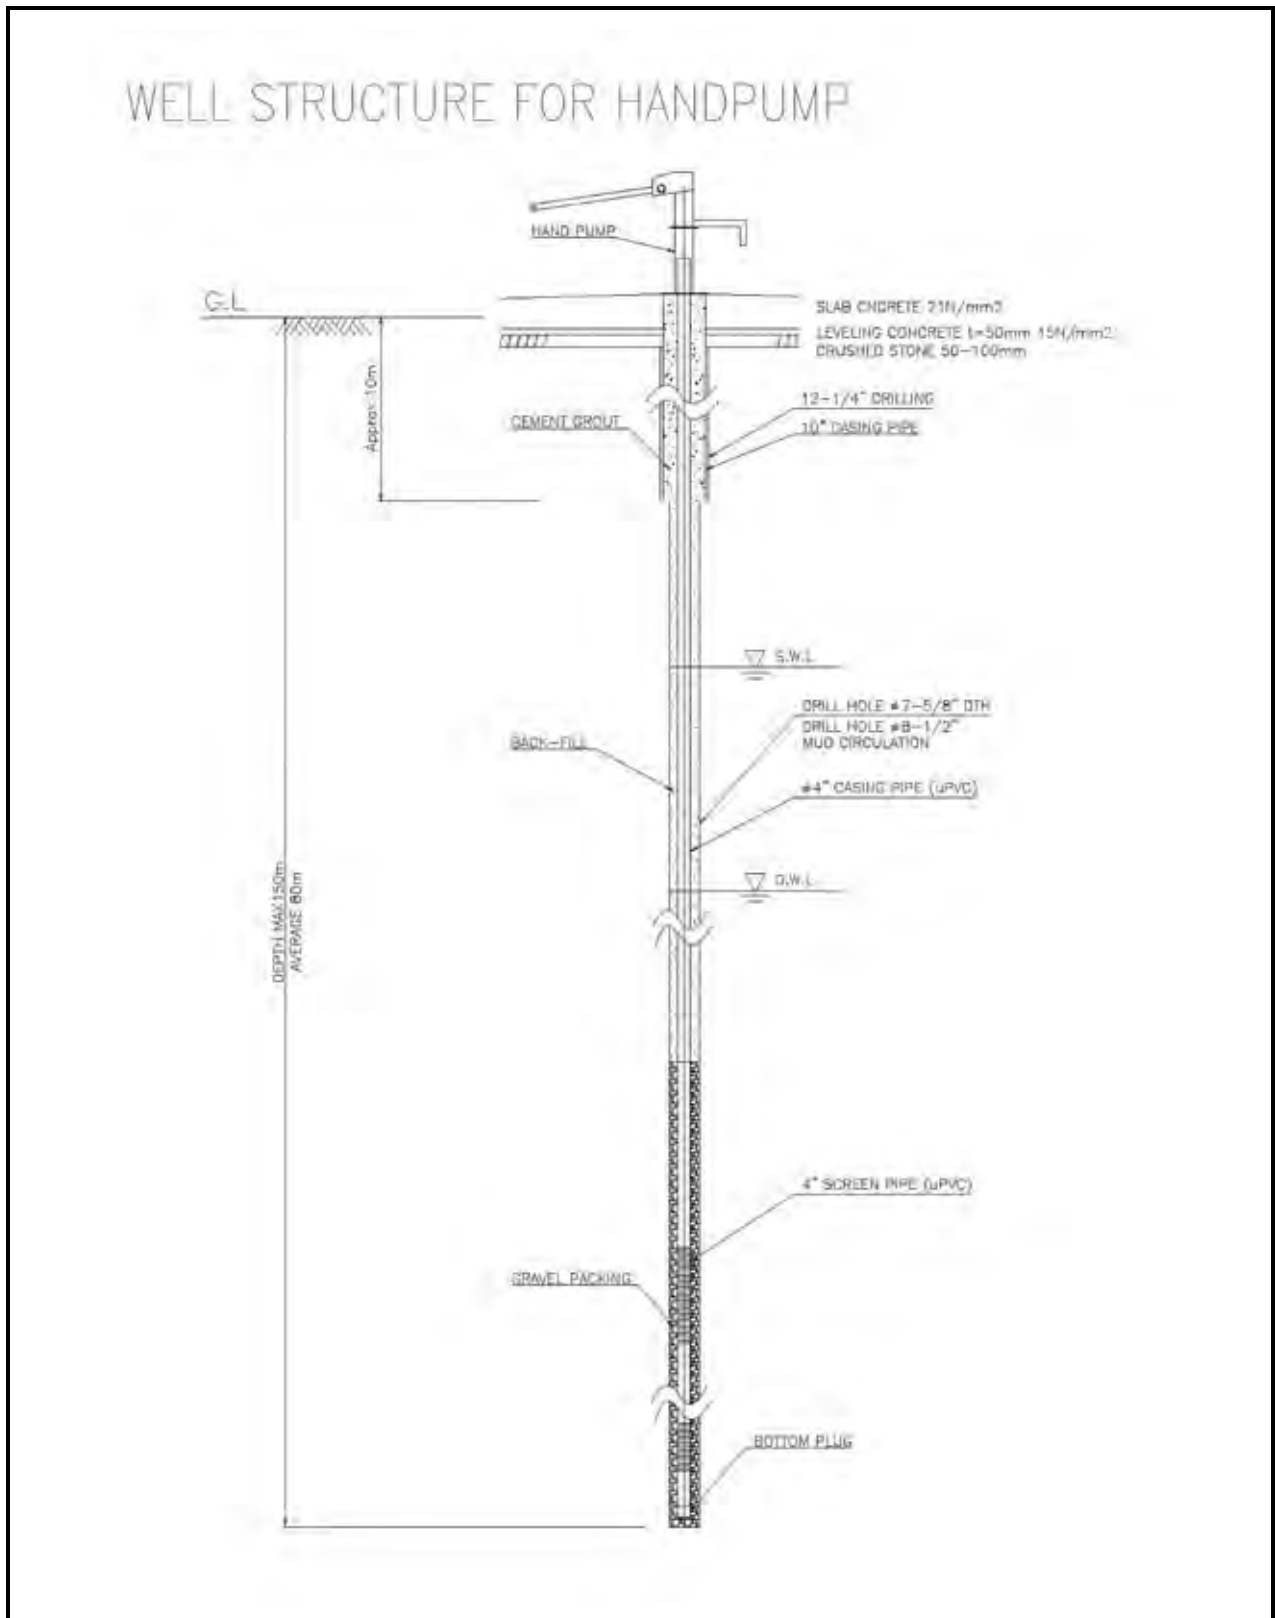 WELL STRUCTURE FOR HANDPUMP
HAND PUMP
G.L
SLAB CNCRETE 21N/mm2
LEVELING CONCRETE t=50mm 15N/mm2
CRUSHED STONE 50-100mm
Approx 10m
12-1/4" DRILLING
CEMENT GROUT
10" CASING PIPE
S.W.L
DRILL HOLE ø7-5/8" DTH
DRILL HOLE ø8-1/2"
MUD CIRCULATION
BACK-FILL
ø4" CASING PIPE (uPVC)
D.W.L
DEPTH MAX150m
AVERAGE 80m
4" SCREEN PIPE (uPVC)
GRAVEL PACKING
BOTTOM PLUG